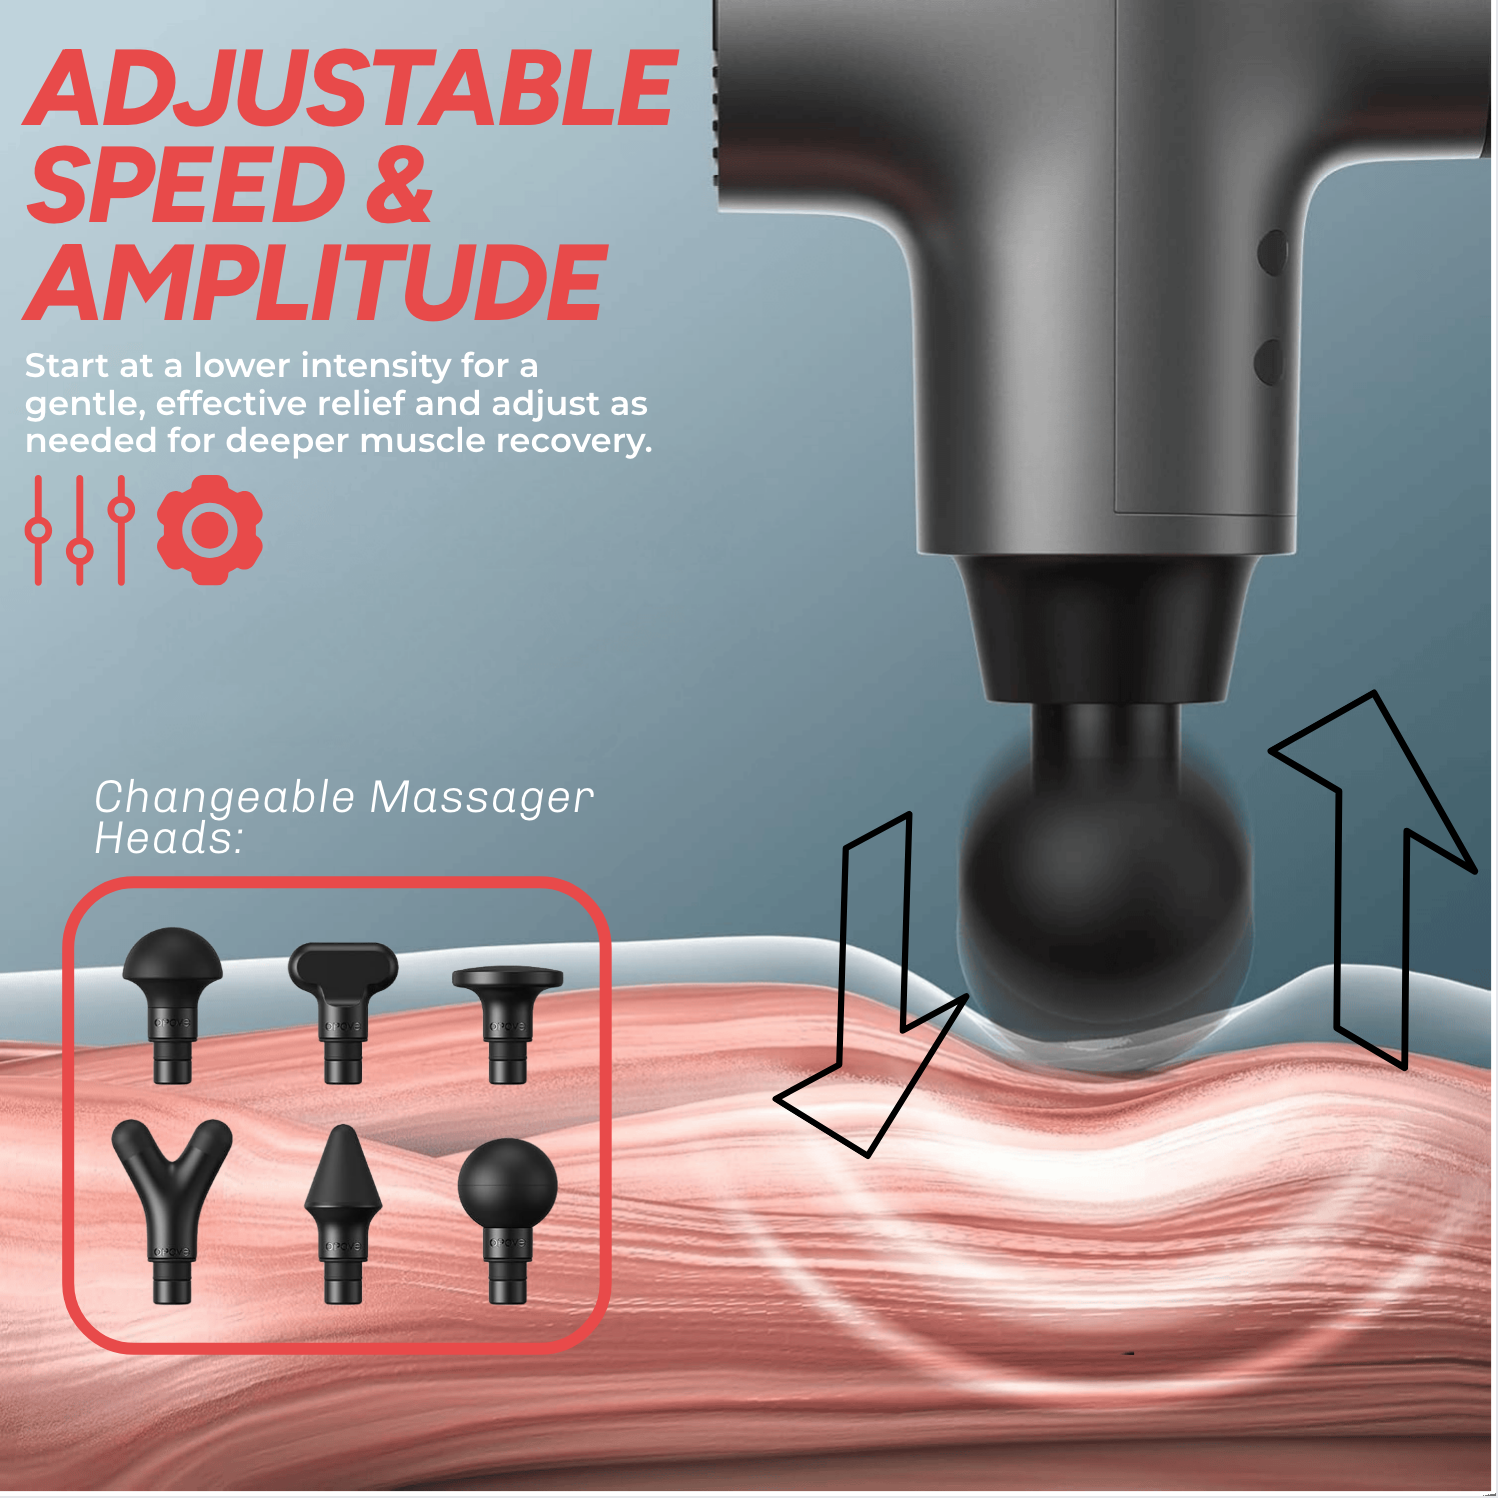 ADJUSTABLE
SPEED &
AMPLITUDE
Start at a lower intensity for a
gentle, effective relief and adjust as
needed for deeper muscle recovery.
Changeable Massager
Heads: